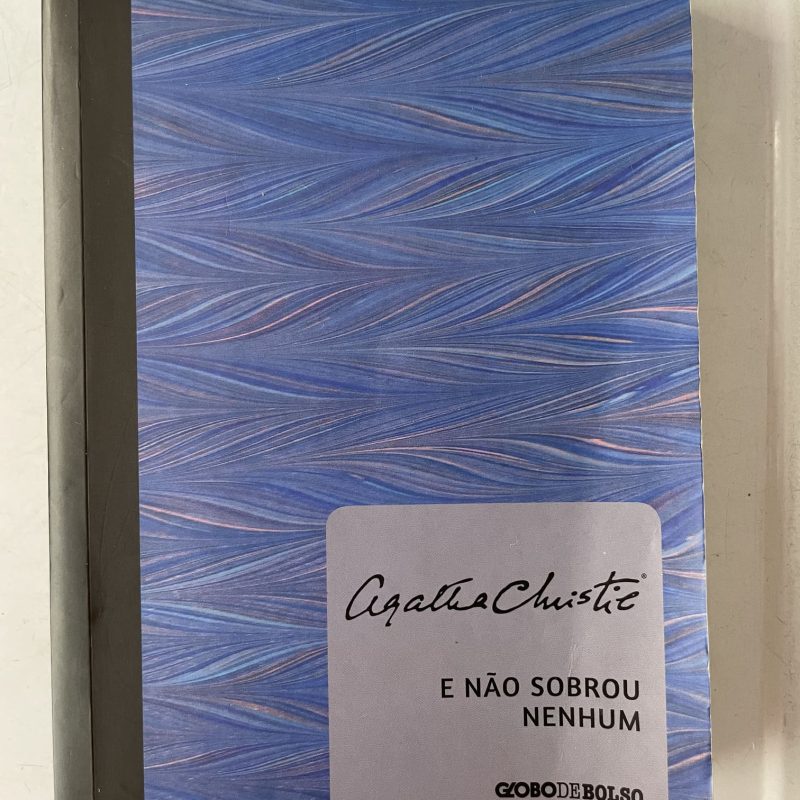 Agatha Christie®
E NÃO SOBROU
NENHUM
GLOBODEBOLSO